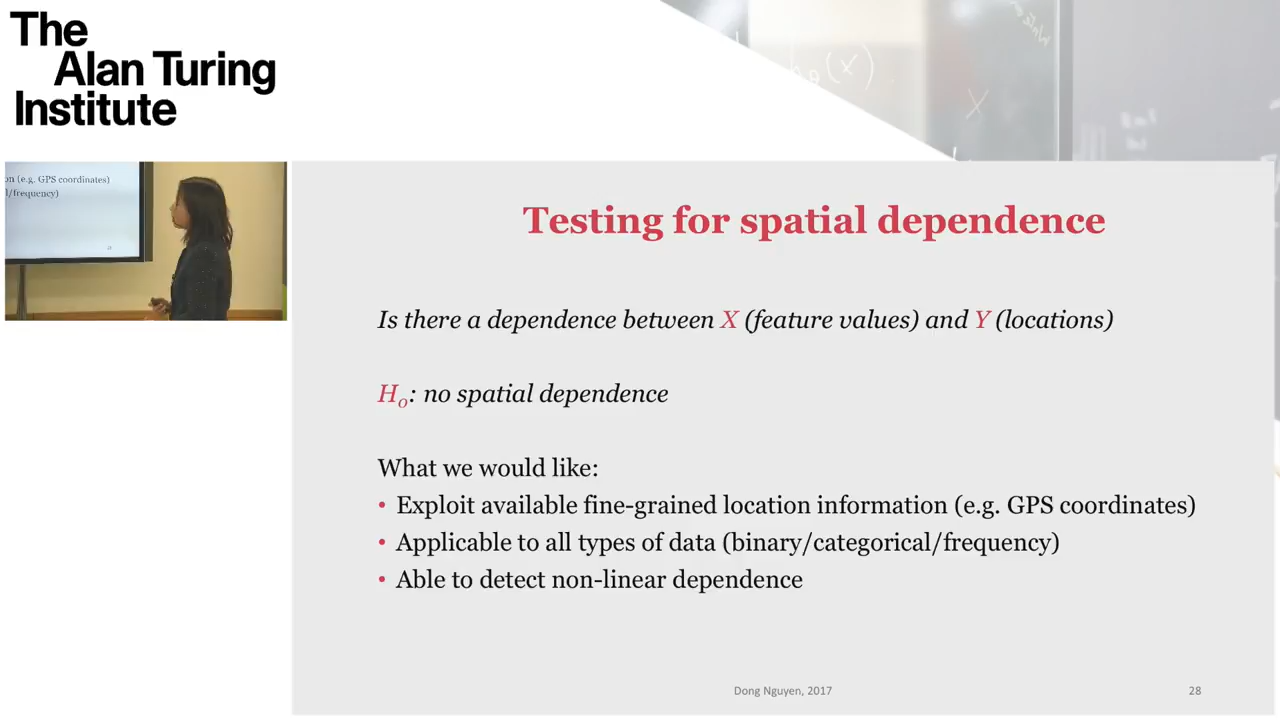 The
Alan Turing
Institute
on (e.g. GPS coordinates)
l/frequency)
Testing for spatial dependence
Is there a dependence between X (feature values) and Y (locations)
H0: no spatial dependence
What we would like:
• Exploit available fine-grained location information (e.g. GPS coordinates)
• Applicable to all types of data (binary/categorical/frequency)
• Able to detect non-linear dependence
Dong Nguyen, 2017
28